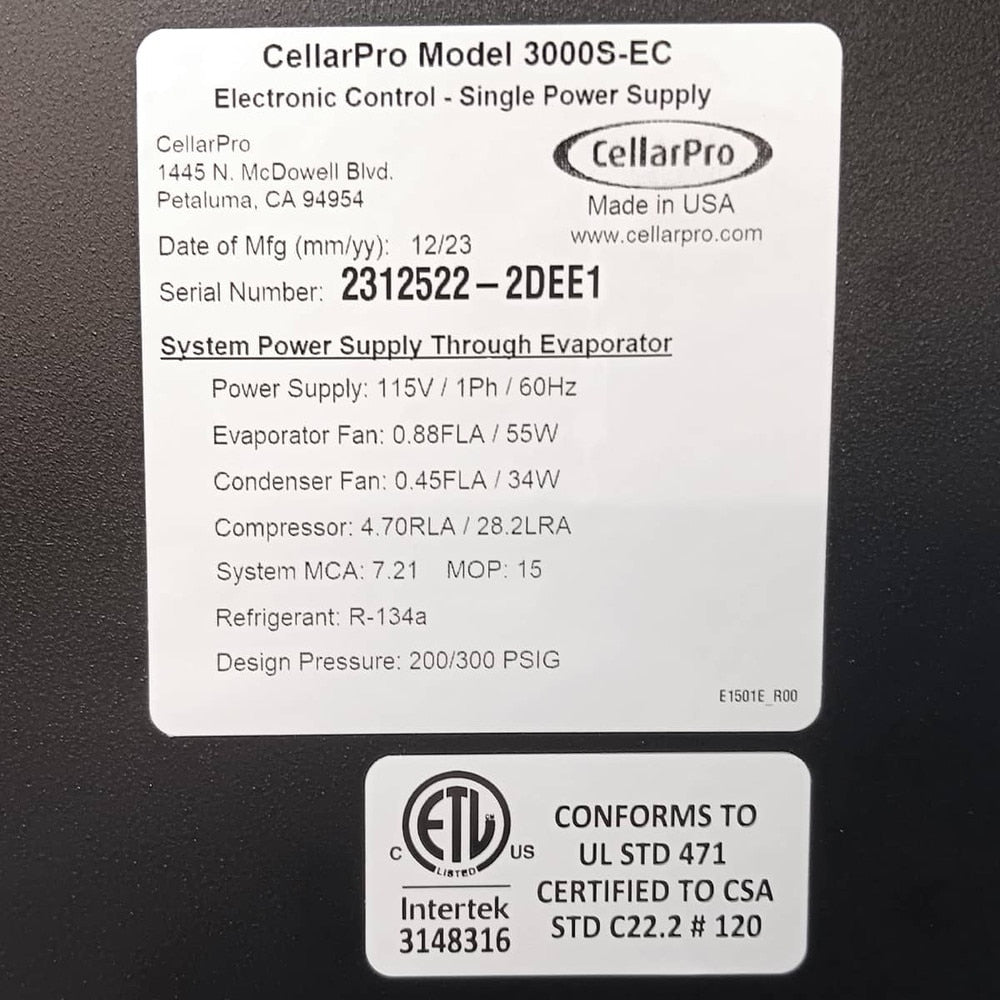 CellarPro Model 3000S-EC
Electronic Control - Single Power Supply
CellarPro
1445 N. McDowell Blvd.
Petaluma, CA 94954
CellarPro
Made in USA
www.cellarpro.com
Date of Mfg (mm/yy): 12/23
Serial Number: 2312522-2DEE1
System Power Supply Through Evaporator
Power Supply: 115V / 1Ph / 60Hz
Evaporator Fan: 0.88FLA / 55W
Condenser Fan: 0.45FLA / 34W
Compressor: 4.70RLA / 28.2LRA
System MCA: 7.21 MOP: 15
Refrigerant: R-134a
Design Pressure: 200/300 PSIG
E1501E_R00
ETL
C US
LISTED
Intertek
3148316
CONFORMS TO
UL STD 471
CERTIFIED TO CSA
STD C22.2 # 120